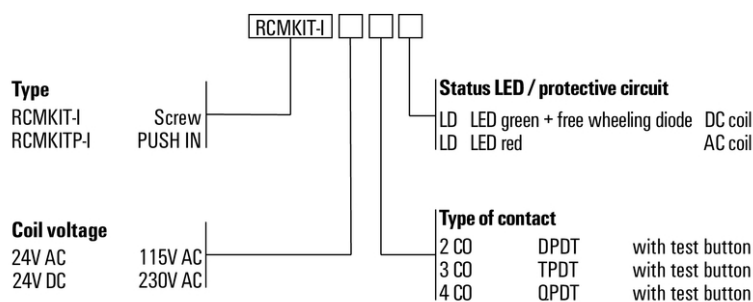 RCMKIT-I
Type
RCMKIT-I Screw
RCMKITP-I PUSH IN
Status LED / protective circuit
LD LED green + free wheeling diode DC coil
LD LED red AC coil
Coil voltage
24V AC 115V AC
24V DC 230V AC
Type of contact
2 CO DPDT with test button
3 CO TPDT with test button
4 CO QPDT with test button